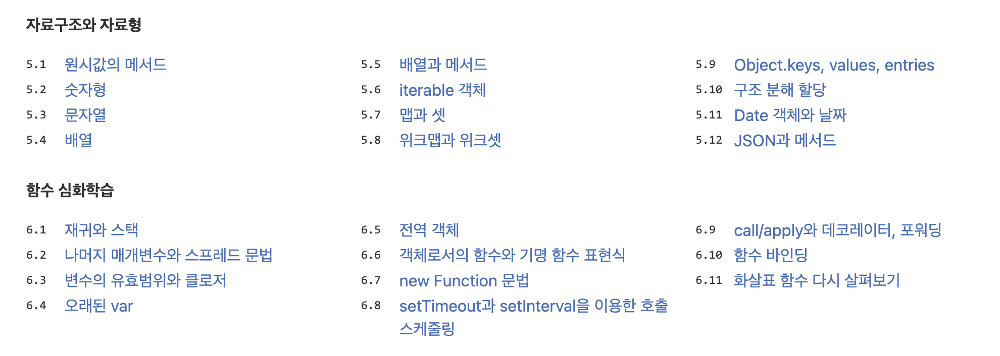 자료구조와 자료형
5.1 원시값의 메서드
5.2 숫자형
5.3 문자열
5.4 배열
5.5 배열과 메서드
5.6 iterable 객체
5.7 맵과 셋
5.8 위크맵과 위크셋
5.9 Object.keys, values, entries
5.10 구조 분해 할당
5.11 Date 객체와 날짜
5.12 JSON과 메서드
함수 심화학습
6.1 재귀와 스택
6.2 나머지 매개변수와 스프레드 문법
6.3 변수의 유효범위와 클로저
6.4 오래된 var
6.5 전역 객체
6.6 객체로서의 함수와 기명 함수 표현식
6.7 new Function 문법
6.8 setTimeout과 setInterval을 이용한 호출
스케줄링
6.9 call/apply와 데코레이터, 포워딩
6.10 함수 바인딩
6.11 화살표 함수 다시 살펴보기